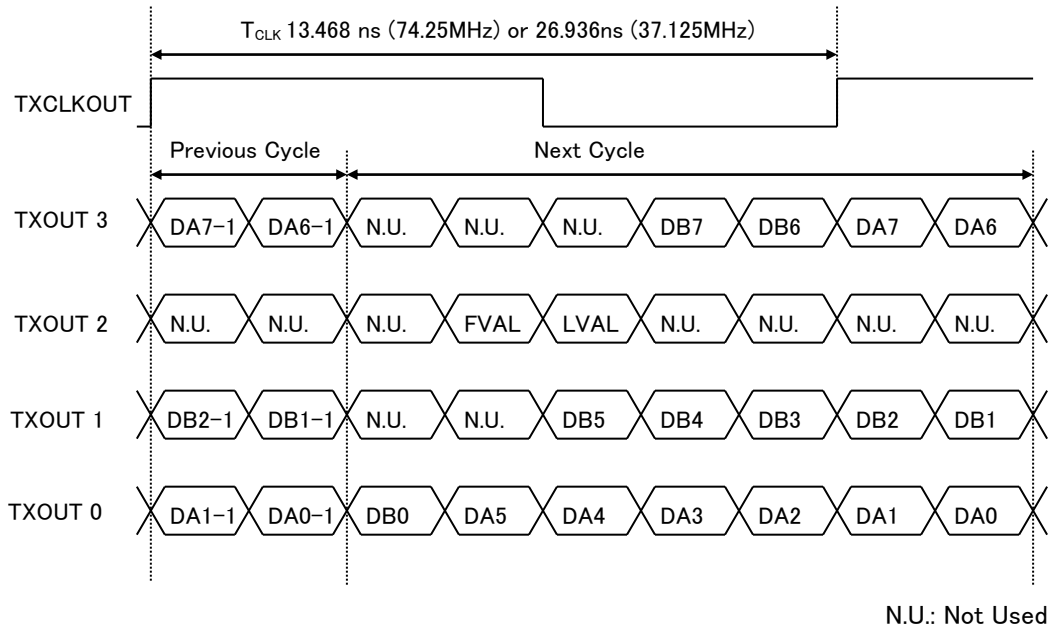 TCLK 13.468 ns (74.25MHz) or 26.936ns (37.125MHz)
TXCLKOUT
Previous Cycle Next Cycle
TXOUT 3 DA7-1 DA6-1 N.U. N.U. N.U. DB7 DB6 DA7 DA6
TXOUT 2 N.U. N.U. N.U. FVAL LVAL N.U. N.U. N.U. N.U.
TXOUT 1 DB2-1 DB1-1 N.U. N.U. DB5 DB4 DB3 DB2 DB1
TXOUT 0 DA1-1 DA0-1 DB0 DA5 DA4 DA3 DA2 DA1 DA0
N.U.: Not Used